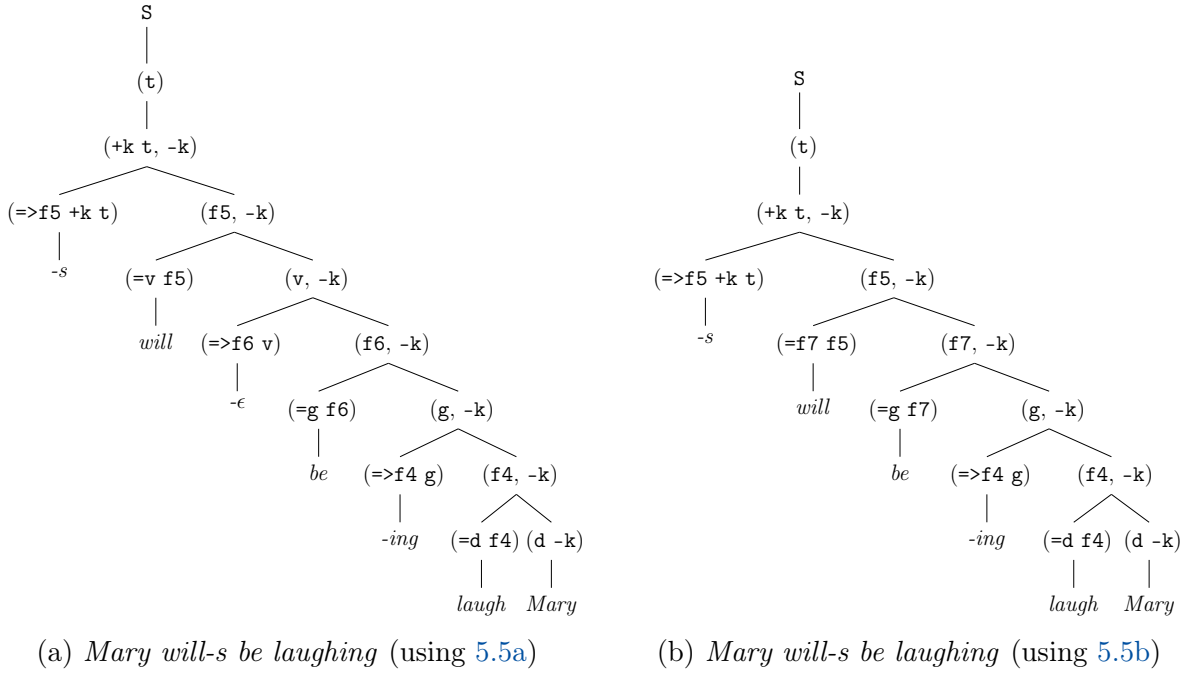 S
(t)
(+k t, -k)
(=>f5 +k t) (f5, -k)
-s (=v f5) (v, -k)
will (=>f6 v) (f6, -k)
-ϵ (=g f6) (g, -k)
be (=>f4 g) (f4, -k)
-ing (=d f4) (d -k)
laugh Mary
(a) Mary will-s be laughing (using 5.5a)
S
(t)
(+k t, -k)
(=>f5 +k t) (f5, -k)
-s (=f7 f5) (f7, -k)
will (=g f7) (g, -k)
be (=>f4 g) (f4, -k)
-ing (=d f4) (d -k)
laugh Mary
(b) Mary will-s be laughing (using 5.5b)